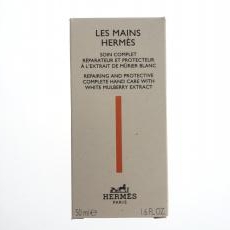 LES MAINS
HERMÈS
SOIN COMPLET
RÉPARATEUR ET PROTECTEUR
À L'EXTRAIT DE MÛRIER BLANC
REPAIRING AND PROTECTIVE
COMPLETE HAND CARE WITH
WHITE MULBERRY EXTRACT
HERMÈS
PARIS
50 ml e 1.6 FL.OZ.